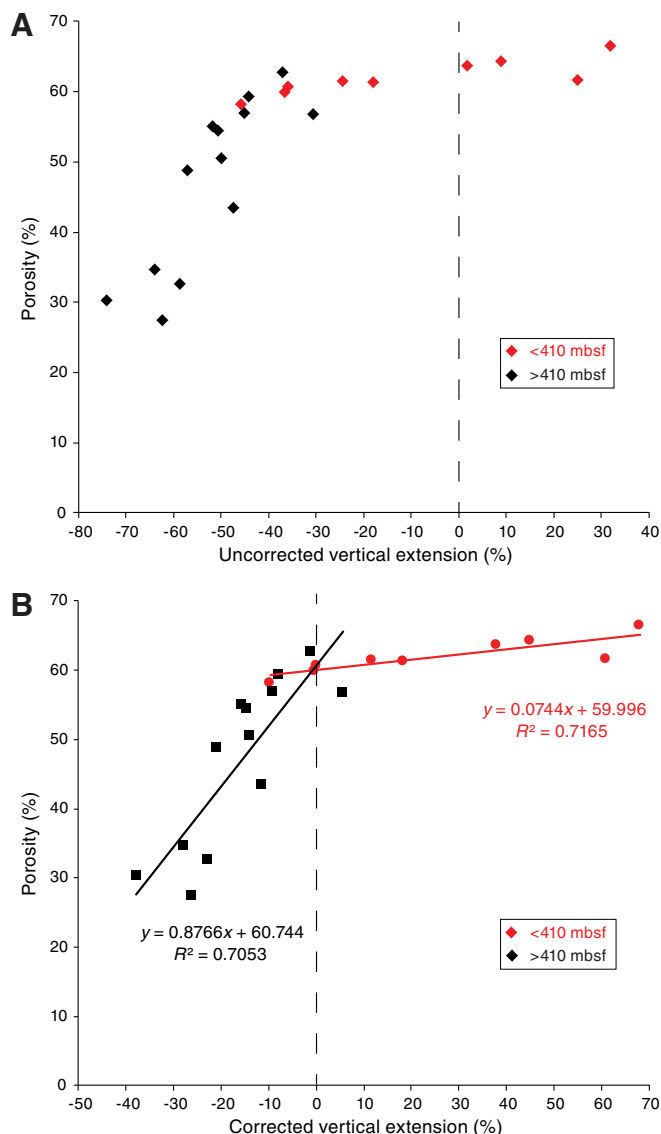 A
70
60
50
40
30
20
10
0
Porosity (%)
-80 -70 -60 -50 -40 -30 -20 -10 0 10 20 30 40
Uncorrected vertical extension (%)
<410 mbsf
>410 mbsf
B
70
60
50
40
30
20
10
0
Porosity (%)
y = 0.0744x + 59.996
R² = 0.7165
y = 0.8766x + 60.744
R² = 0.7053
<410 mbsf
>410 mbsf
-50 -40 -30 -20 -10 0 10 20 30 40 50 60 70
Corrected vertical extension (%)